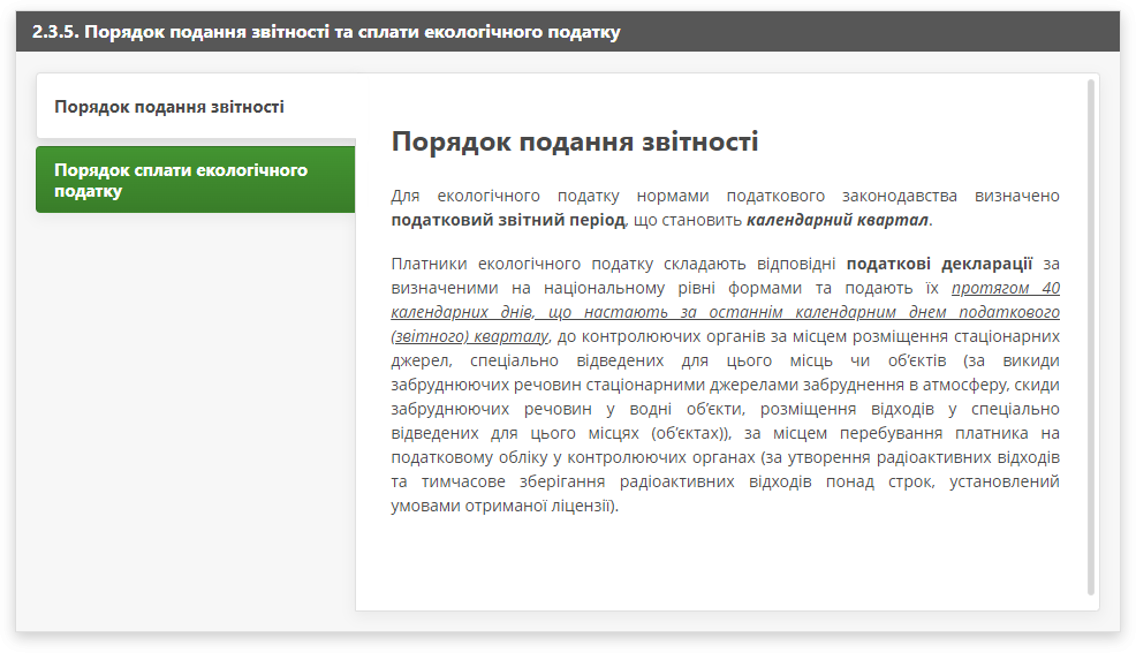 2.3.5. Порядок подання звітності та сплати екологічного податку
Порядок подання звітності
Порядок сплати екологічного
податку
Порядок подання звітності
Для екологічного податку нормами податкового законодавства визначено
податковий звітний період, що становить календарний квартал.
Платники екологічного податку складають відповідні податкові декларації за
визначеними на національному рівні формами та подають їх протягом 40
календарних днів, що настають за останнім календарним днем податкового
(звітного) кварталу, до контролюючих органів за місцем розміщення стаціонарних
джерел, спеціально відведених для цього місць чи об’єктів (за викиди
забруднюючих речовин стаціонарними джерелами забруднення в атмосферу, скиди
забруднюючих речовин у водні об’єкти, розміщення відходів у спеціально
відведених для цього місцях (об’єктах)), за місцем перебування платника на
податковому обліку у контролюючих органах (за утворення радіоактивних відходів
та тимчасове зберігання радіоактивних відходів понад строк, установлений
умовами отриманої ліцензії).